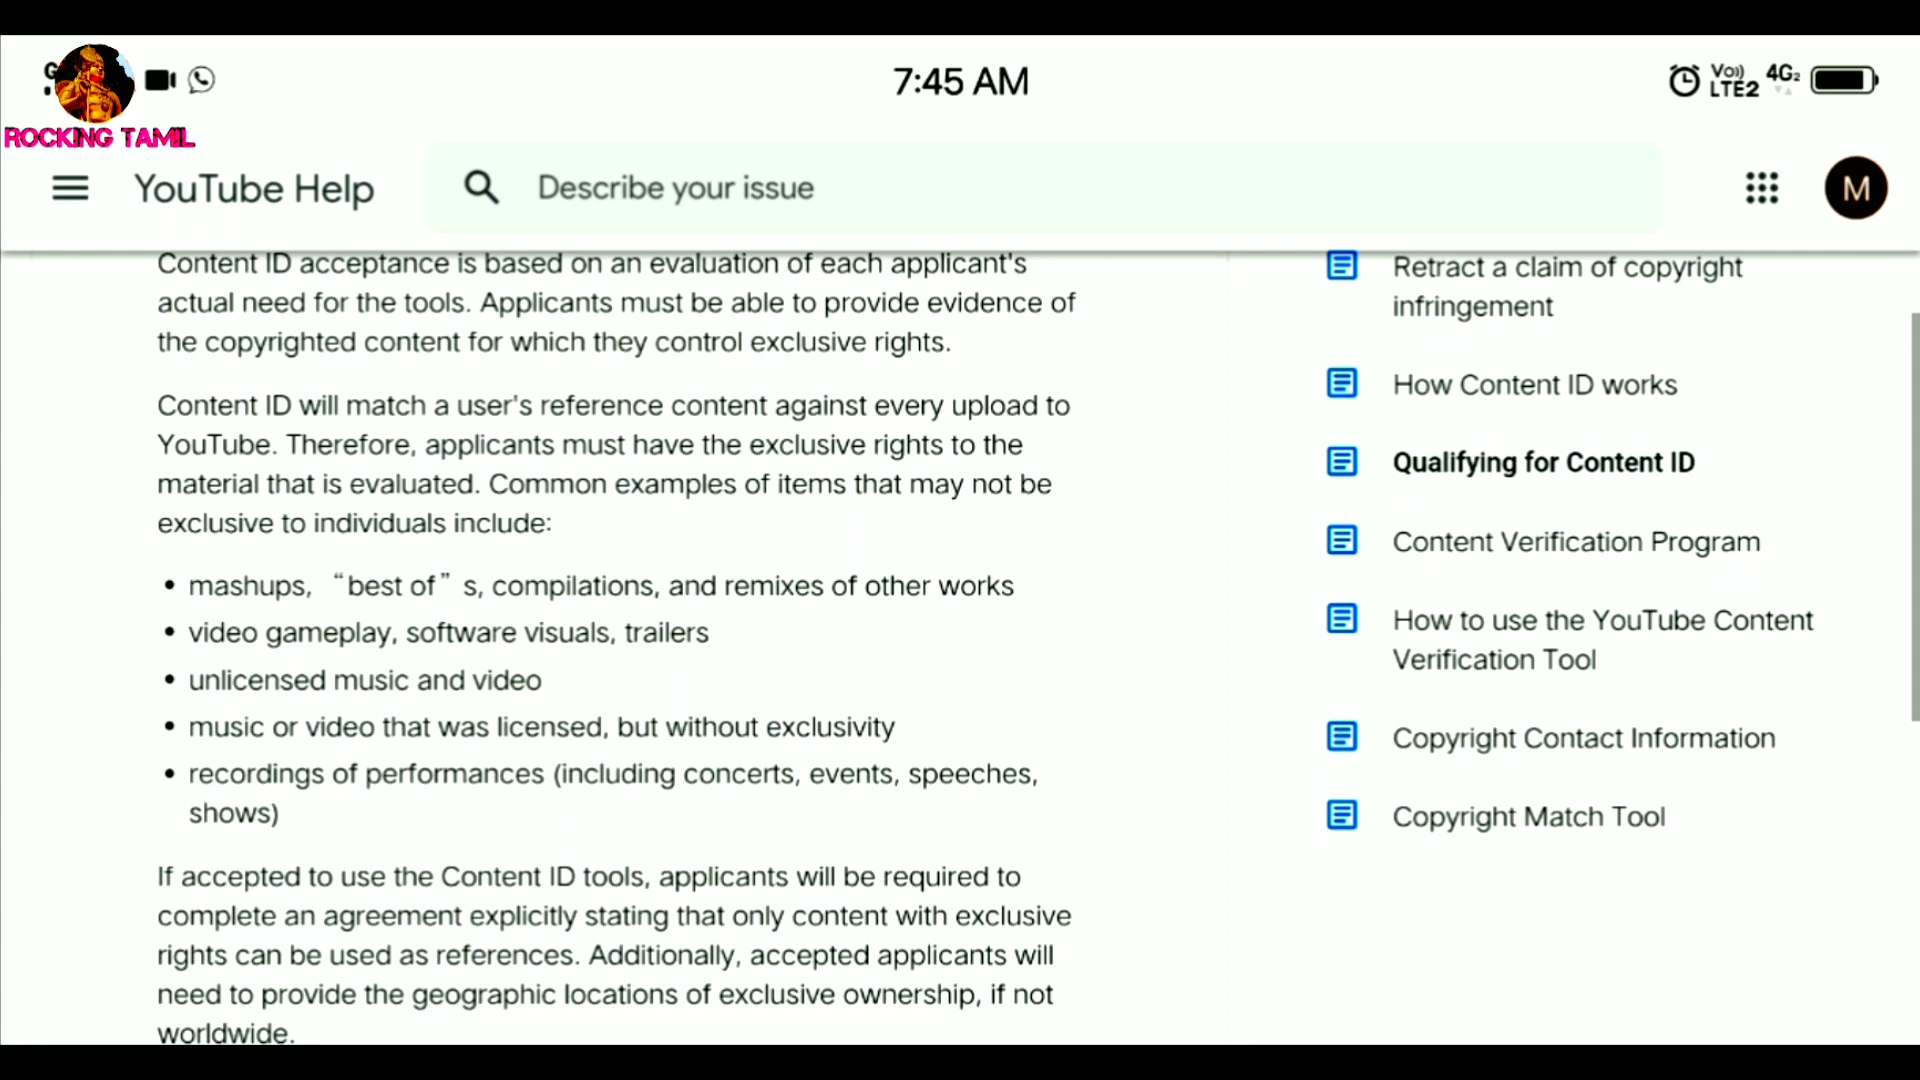 7:45 AM
Vo))
LTE2
4G2
ROCKING TAMIL
YouTube Help
Describe your issue
M
Content ID acceptance is based on an evaluation of each applicant's
actual need for the tools. Applicants must be able to provide evidence of
the copyrighted content for which they control exclusive rights.
Content ID will match a user's reference content against every upload to
YouTube. Therefore, applicants must have the exclusive rights to the
material that is evaluated. Common examples of items that may not be
exclusive to individuals include:
• mashups, “best of” s, compilations, and remixes of other works
• video gameplay, software visuals, trailers
• unlicensed music and video
• music or video that was licensed, but without exclusivity
• recordings of performances (including concerts, events, speeches,
shows)
If accepted to use the Content ID tools, applicants will be required to
complete an agreement explicitly stating that only content with exclusive
rights can be used as references. Additionally, accepted applicants will
need to provide the geographic locations of exclusive ownership, if not
worldwide.
Retract a claim of copyright
infringement
How Content ID works
Qualifying for Content ID
Content Verification Program
How to use the YouTube Content
Verification Tool
Copyright Contact Information
Copyright Match Tool